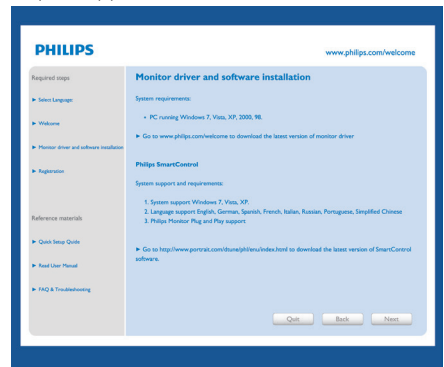 PHILIPS
www.philips.com/welcome
Required steps
Select Language
Welcome
Monitor driver and software installation
Registration
Reference materials
Quick Setup Guide
Read User Manual
FAQ & Troubleshooting
Monitor driver and software installation
System requirements:
PC running Windows 7, Vista, XP, 2000, 98.
Go to www.philips.com/welcome to download the latest version of monitor driver
Philips SmartControl
System support and requirements:
1. System support Windows 7, Vista, XP.
2. Language support English, German, Spanish, French, Italian, Russian, Portuguese, Simplified Chinese
3. Philips Monitor Plug and Play support
Go to http://www.portrait.com/dtune/phl/enu/index.html to download the latest version of SmartControl
software.
Quit Back Next